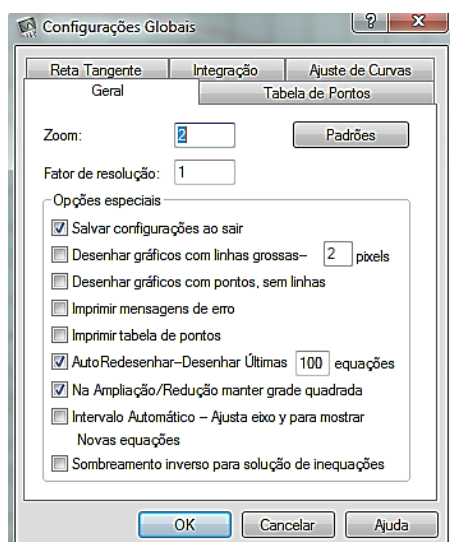 Configurações Globais
Reta Tangente Integração Ajuste de Curvas
Geral Tabela de Pontos
Zoom: 2 Padrões
Fator de resolução: 1
Opções especiais
Salvar configurações ao sair
Desenhar gráficos com linhas grossas– 2 pixels
Desenhar gráficos com pontos, sem linhas
Imprimir mensagens de erro
Imprimir tabela de pontos
AutoRedesenhar–Desenhar Últimas 100 equações
Na Ampliação/Redução manter grade quadrada
Intervalo Automático – Ajusta eixo y para mostrar
Novas equações
Sombreamento inverso para solução de inequações
OK Cancelar Ajuda